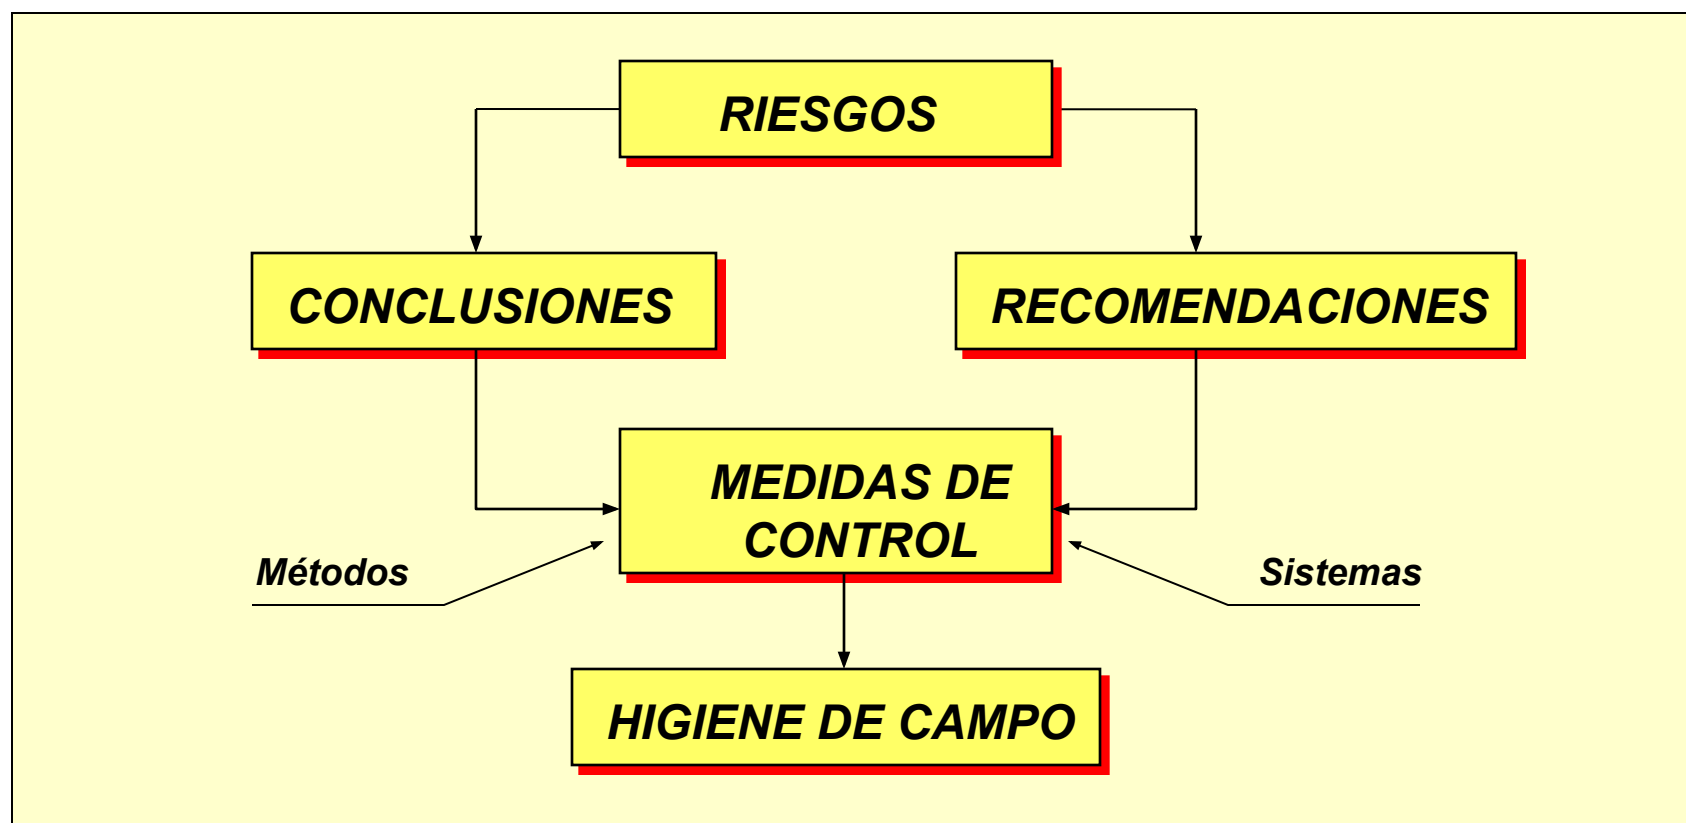 RIESGOS
CONCLUSIONES
RECOMENDACIONES
MEDIDAS DE
CONTROL
Métodos
Sistemas
HIGIENE DE CAMPO